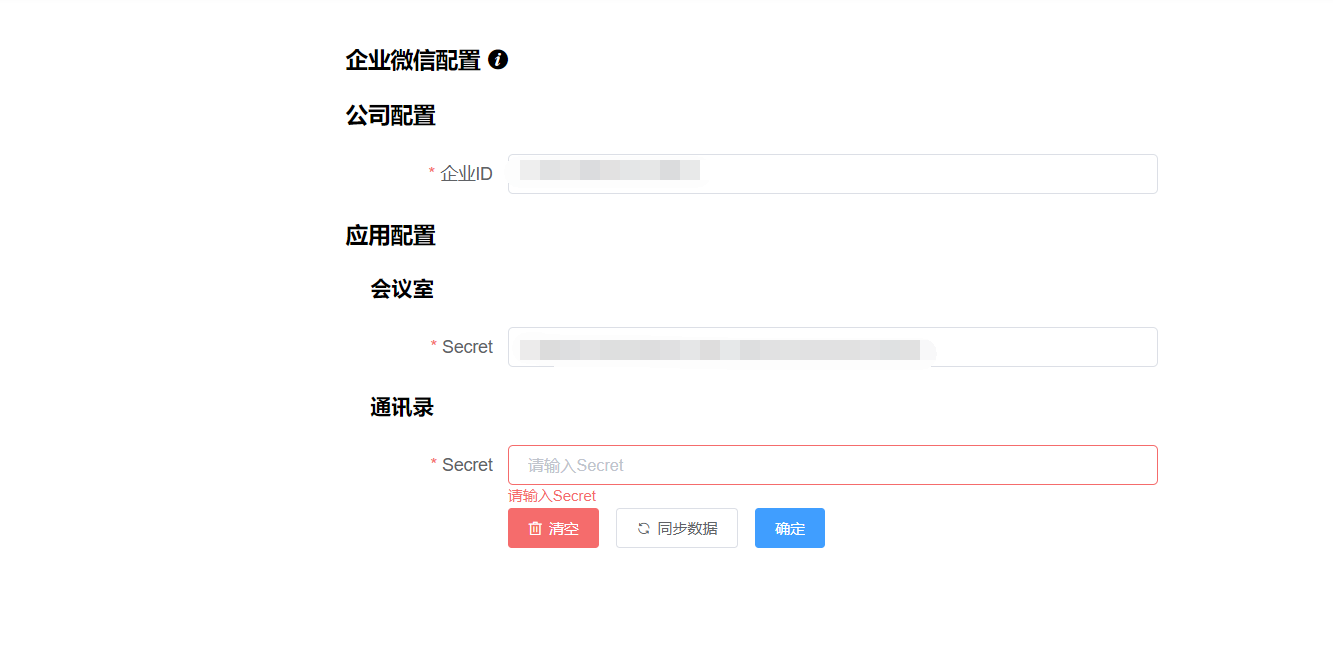 企业微信配置
公司配置
* 企业ID
应用配置
会议室
* Secret
通讯录
* Secret 请输入Secret
请输入Secret
清空 同步数据 确定